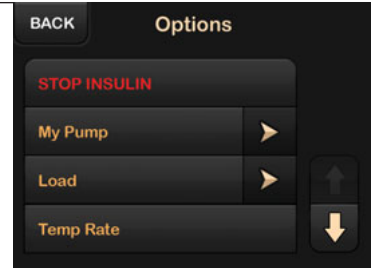 BACK
Options
STOP INSULIN
My Pump
Load
Temp Rate